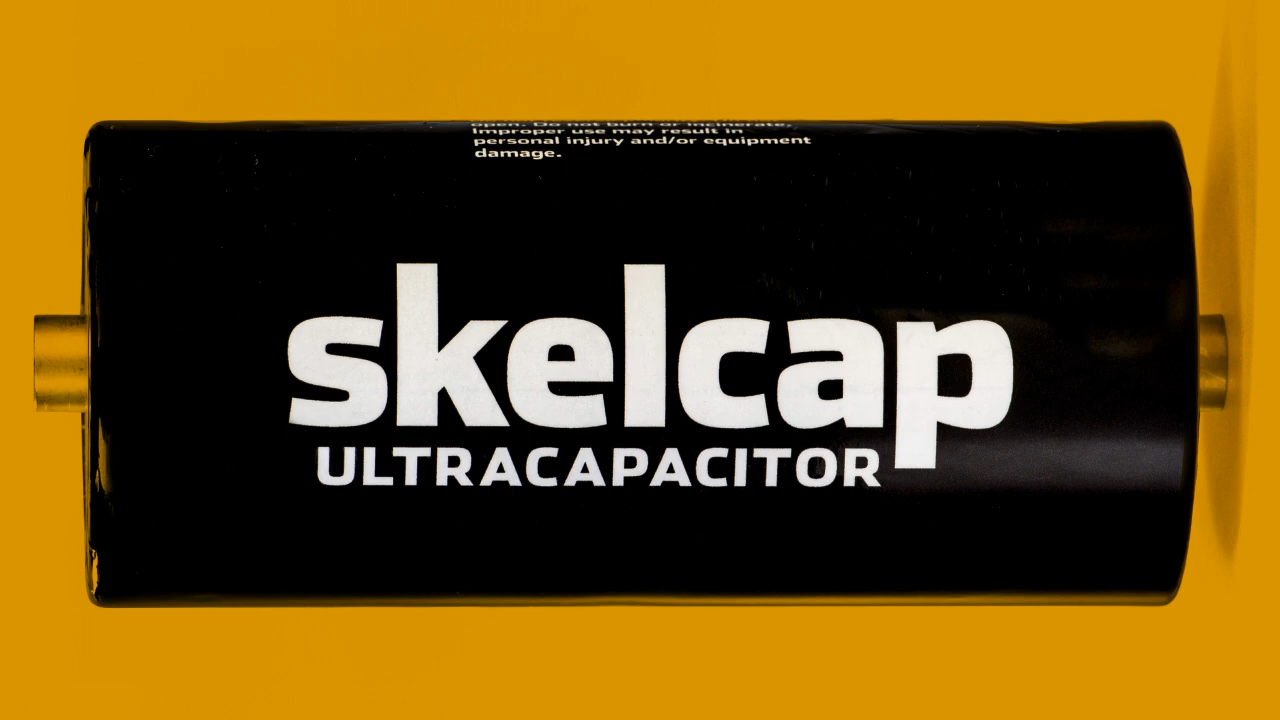 open. Do not burn or incinerate.
Improper use may result in
personal injury and/or equipment
damage.
skelcap
ULTRACAPACITOR